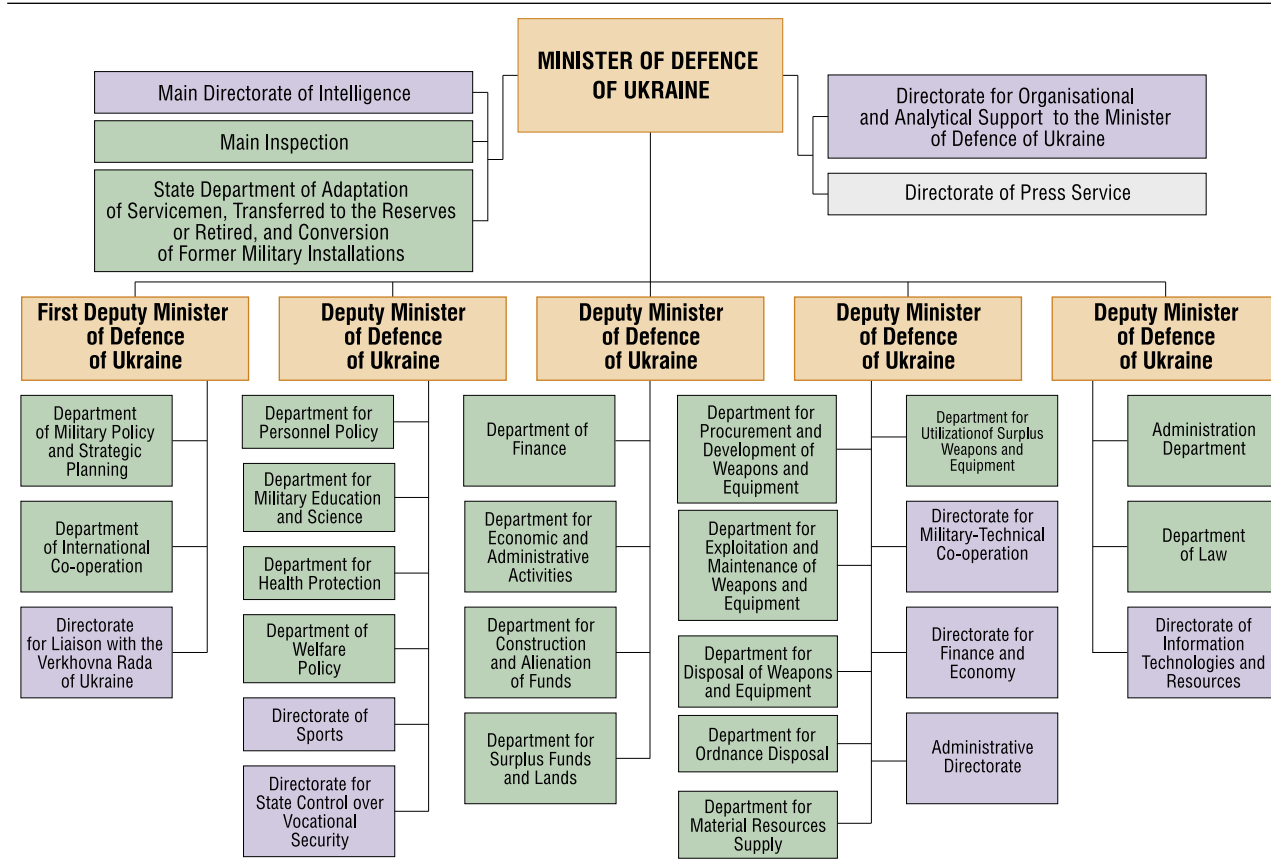 MINISTER OF DEFENCE
OF UKRAINE
Main Directorate of Intelligence
Main Inspection
State Department of Adaptation
of Servicemen, Transferred to the Reserves
or Retired, and Conversion
of Former Military Installations
Directorate for Organisational
and Analytical Support to the Minister
of Defence of Ukraine
Directorate of Press Service
First Deputy Minister
of Defence
of Ukraine
Department
of Military Policy
and Strategic
Planning
Department
of International
Co-operation
Directorate
for Liaison with the
Verkhovna Rada
of Ukraine
Deputy Minister
of Defence
of Ukraine
Department for
Personnel Policy
Department for
Military Education
and Science
Department for
Health Protection
Department of
Welfare
Policy
Directorate of
Sports
Directorate for
State Control over
Vocational
Security
Deputy Minister
of Defence
of Ukraine
Department of
Finance
Department for
Economic and
Administrative
Activities
Department for
Construction
and Alienation
of Funds
Department for
Surplus Funds
and Lands
Deputy Minister
of Defence
of Ukraine
Department for
Procurement and
Development of
Weapons and
Equipment
Department for
Exploitation and
Maintenance of
Weapons and
Equipment
Department for
Disposal of Weapons
and Equipment
Department for
Ordnance Disposal
Department for
Material Resources
Supply
Department for
Utilizationof Surplus
Weapons and
Equipment
Directorate for
Military-Technical
Co-operation
Directorate for
Finance and
Economy
Administrative
Directorate
Deputy Minister
of Defence
of Ukraine
Administration
Department
Department
of Law
Directorate of
Information
Technologies and
Resources